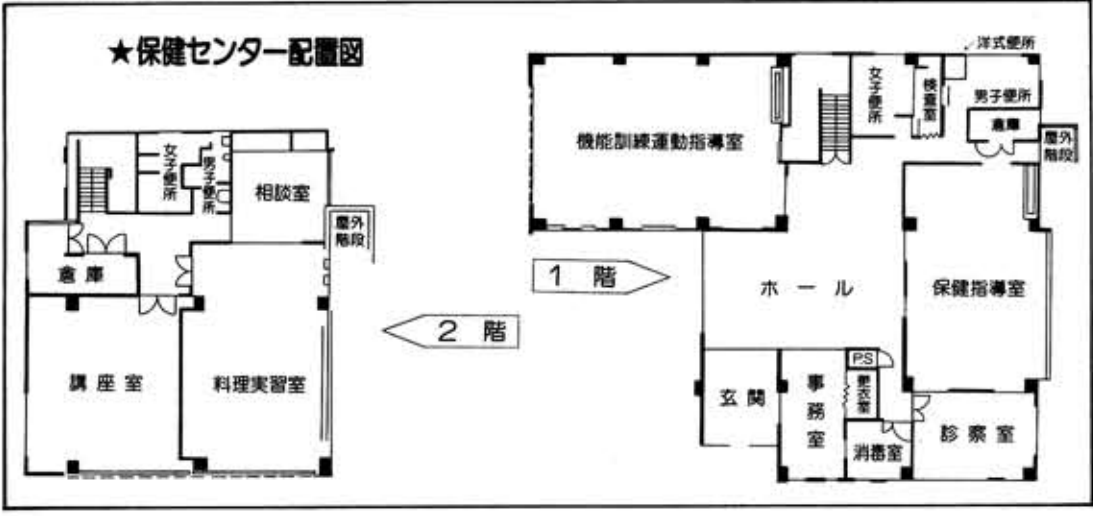 ★保健センター配置図
女子便所
男子便所
相談室
屋外
階段
倉庫
講座室
料理実習室
2 階
1 階
機能訓練運動指導室
女子便所
検査室
洋式便所
男子便所
倉庫
屋外
階段
ホール
保健指導室
PS
玄関
事務室
更衣室
消毒室
診察室